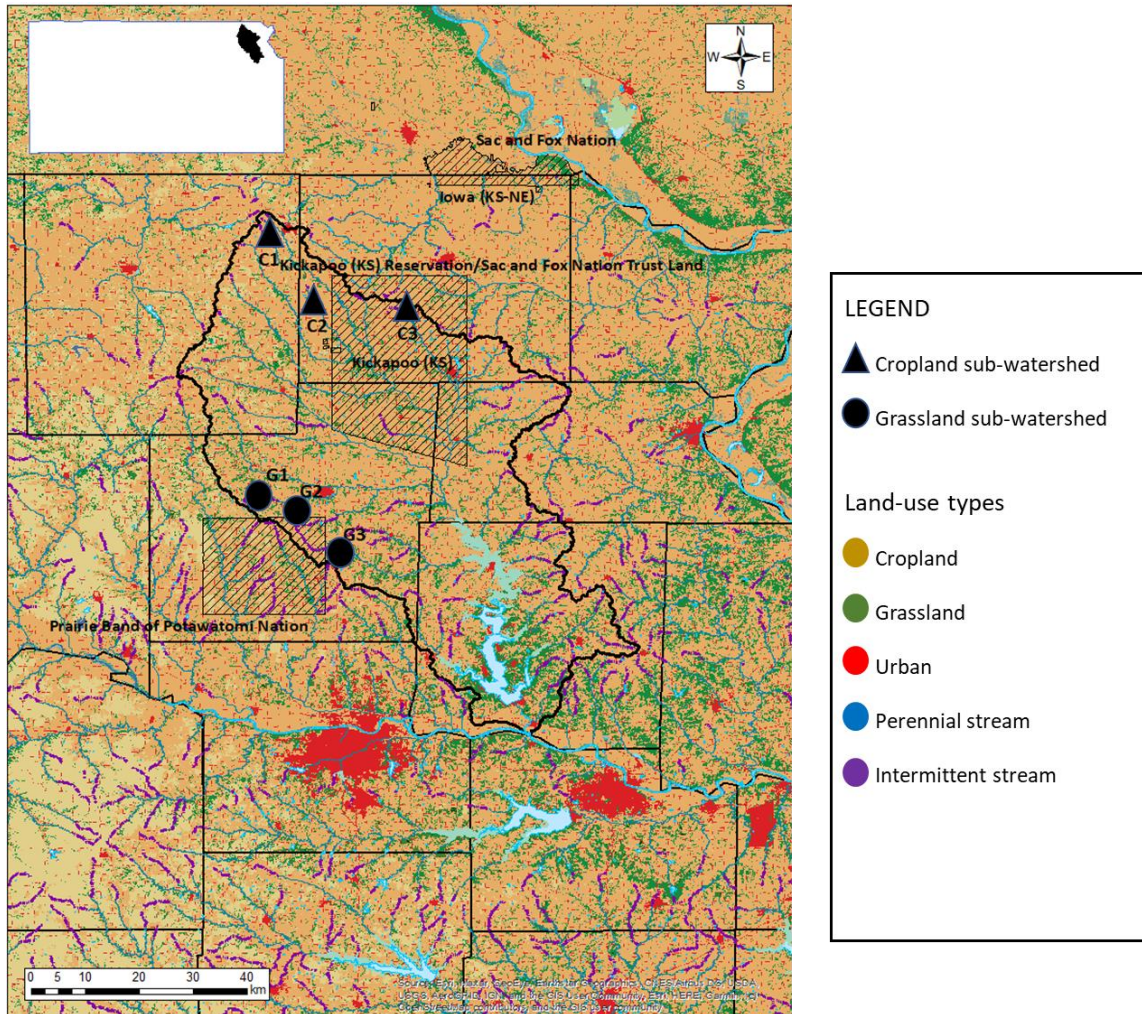 N
W E
S
Sac and Fox Nation
Iowa (KS-NE)
C1
Kickapoo (KS) Reservation/Sac and Fox Nation Trust Land
C2
C3
Kickapoo (KS)
G1
G2
G3
Prairie Band of Potawatomi Nation
0 5 10 20 30 40
km
LEGEND
Cropland sub-watershed
Grassland sub-watershed
Land-use types
Cropland
Grassland
Urban
Perennial stream
Intermittent stream